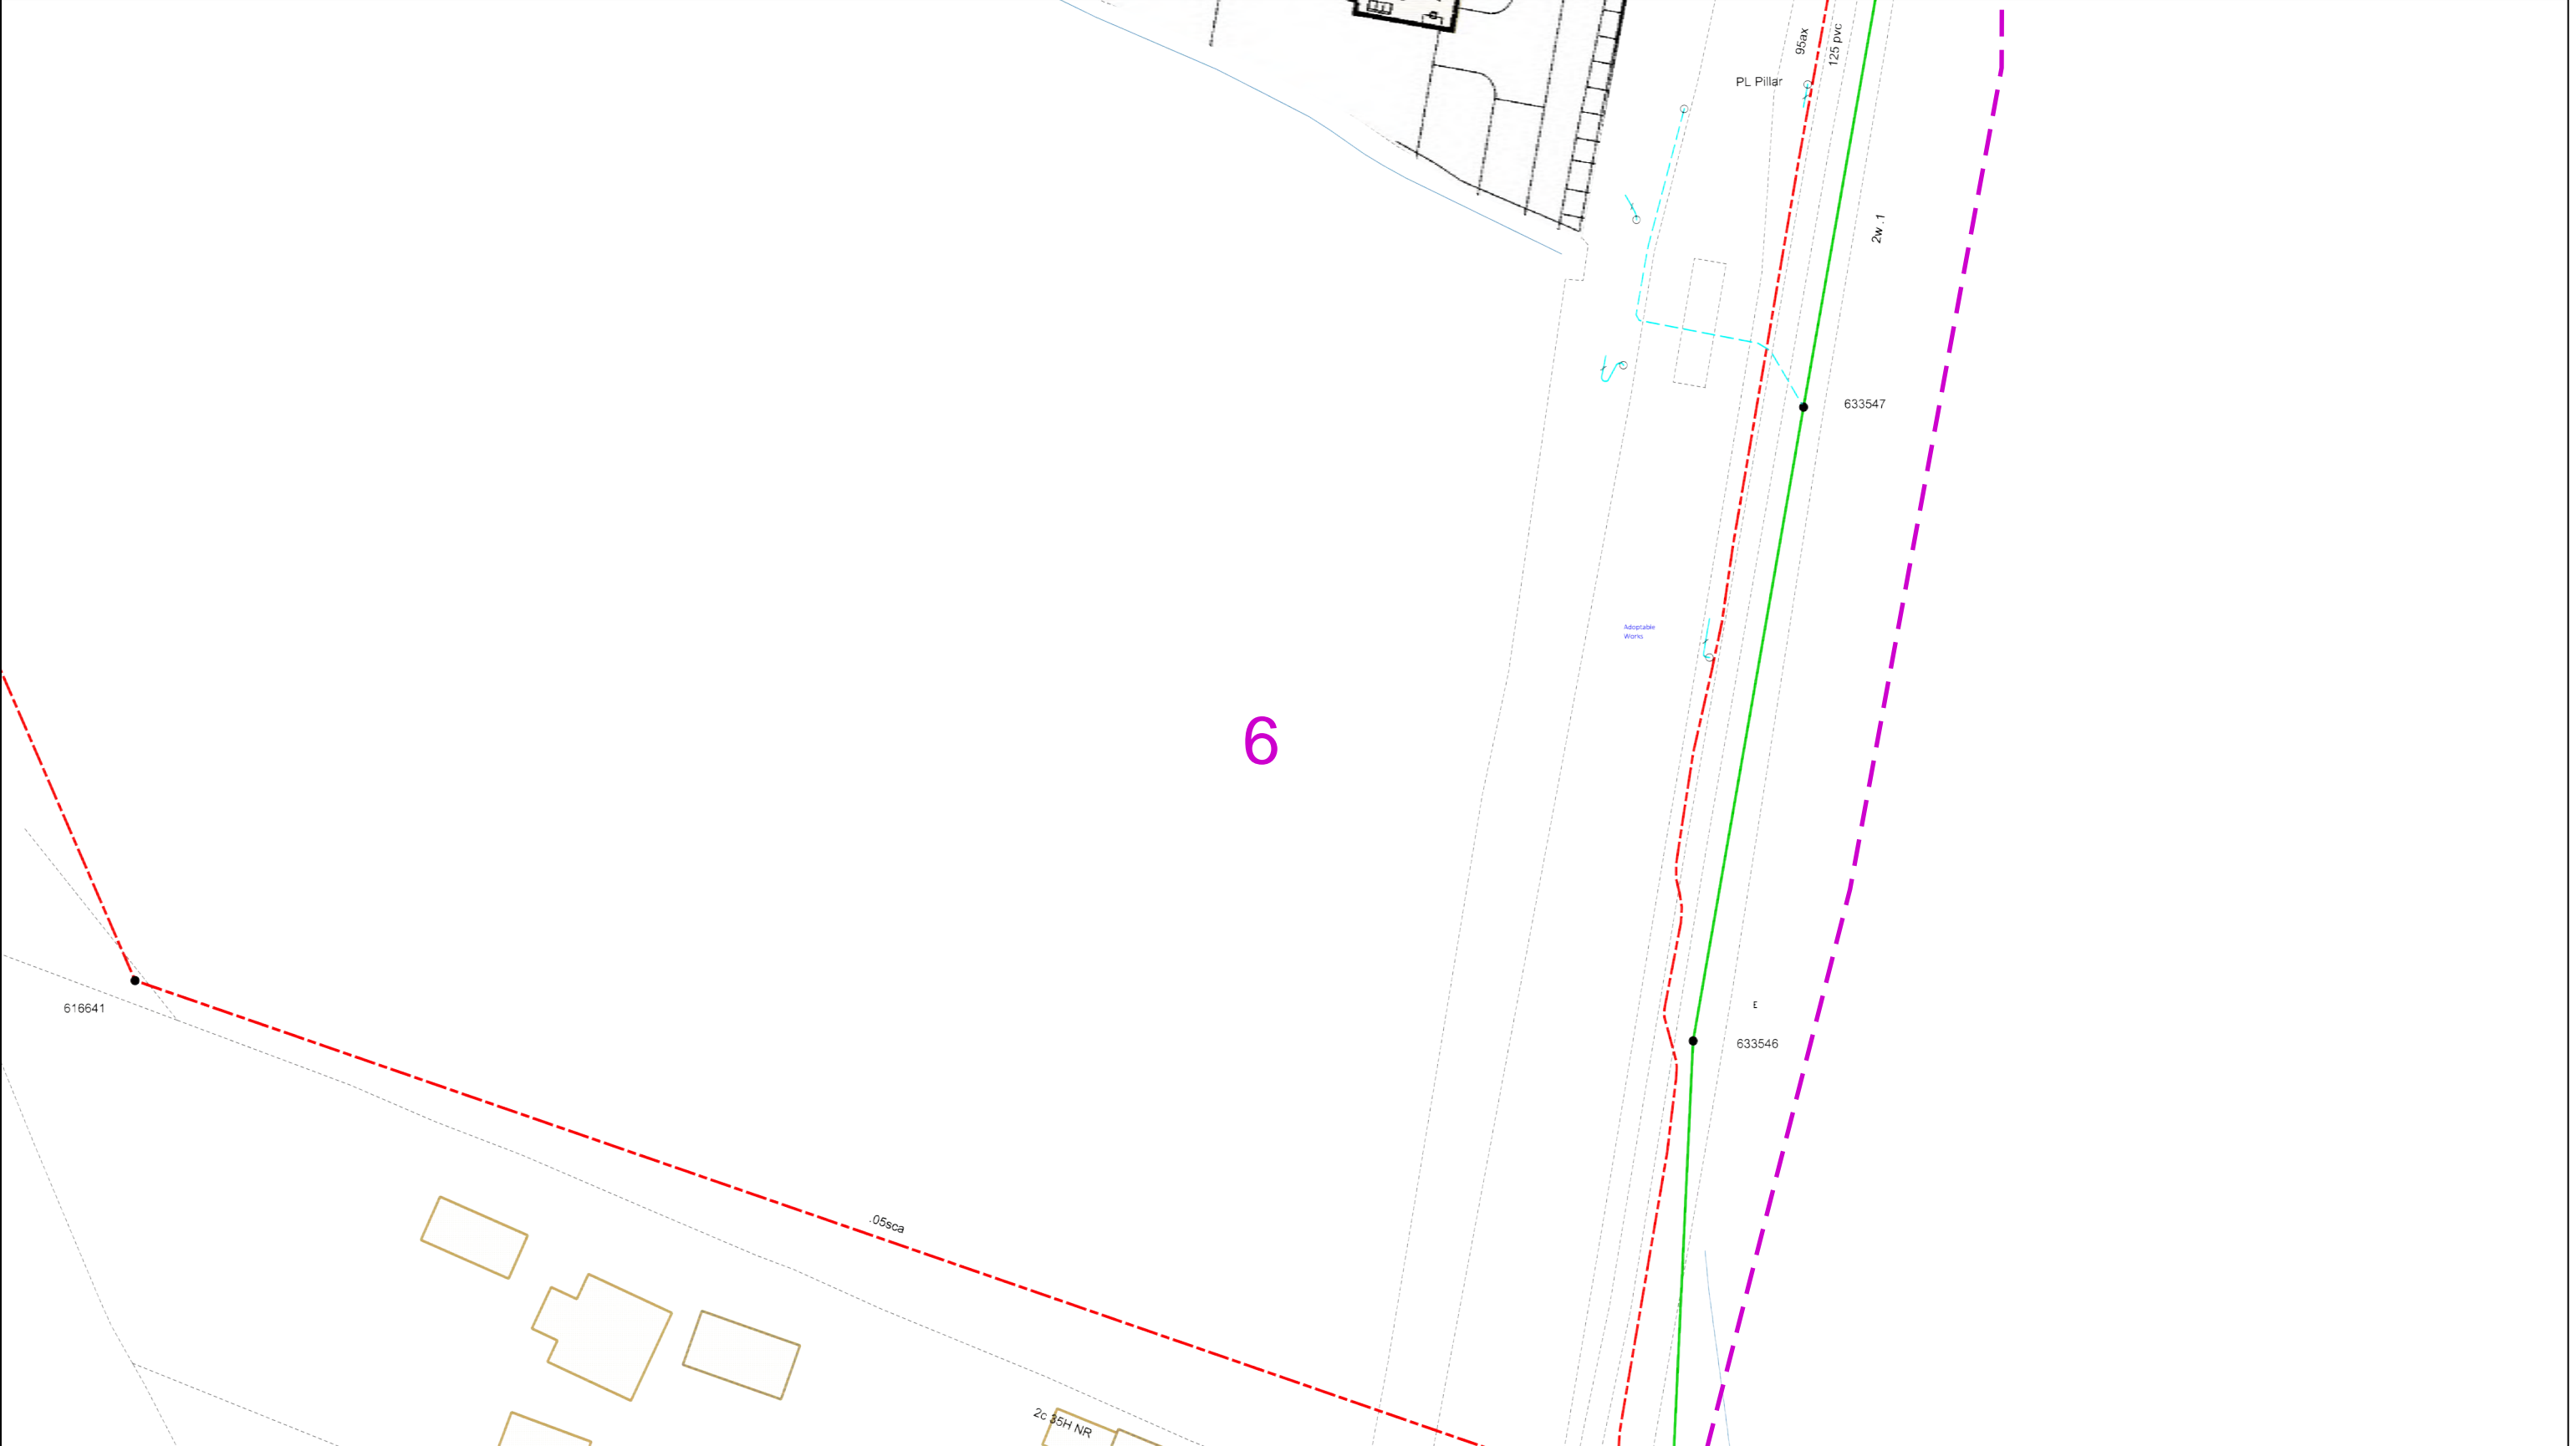 95ax
125 pvc
PL Pillar
2w .1
633547
Adoptable
Works
6
E
633546
616641
.05sca
2c 35H NR